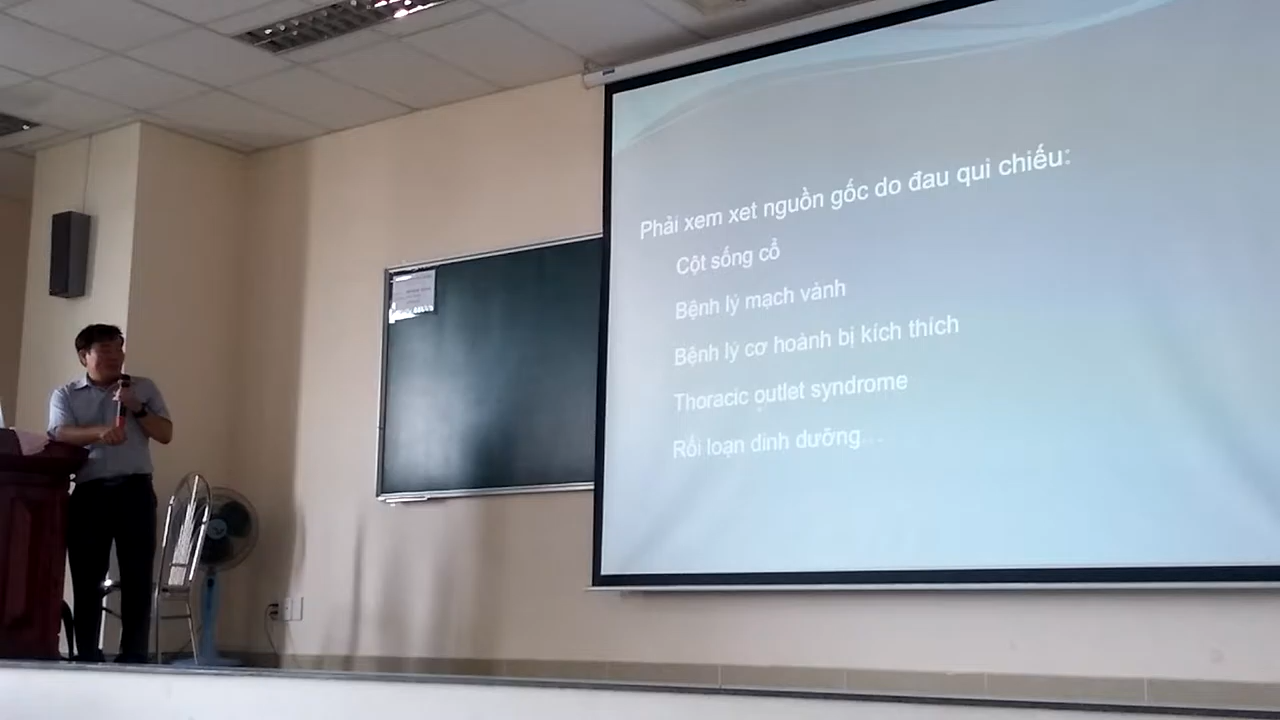 Phải xem xet nguồn gốc do đau qui chiếu:
Cột sống cổ
Bệnh lý mạch vành
Bệnh lý cơ hoành bị kích thích
Thoracic outlet syndrome
Rối loạn dinh dưỡng...